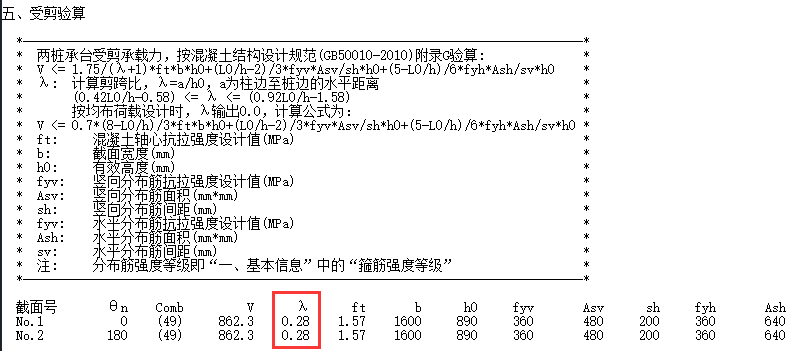 五、受剪验算
*————————————————————————————————————————*
* 两桩承台受剪承载力，按混凝土结构设计规范(GB50010-2010)附录G验算: *
* V <= 1.75/(λ+1)*ft*b*h0+(L0/h-2)/3*fyv*Asv/sh*h0+(5-L0/h)/6*fyh*Ash/sv*h0 *
* λ: 计算剪跨比，λ=a/h0，a为柱边至桩边的水平距离 *
* (0.42L0/h-0.58) <= λ <= (0.92L0/h-1.58) *
* 按均布荷载设计时，λ输出0.0，计算公式为: *
* V <= 0.7*(8-L0/h)/3*ft*b*h0+(L0/h-2)/3*fyv*Asv/sh*h0+(5-L0/h)/6*fyh*Ash/sv*h0 *
* ft: 混凝土轴心抗拉强度设计值(MPa) *
* b: 截面宽度(mm) *
* h0: 有效高度(mm) *
* fyv: 竖向分布筋抗拉强度设计值(MPa) *
* Asv: 竖向分布筋面积(mm*mm) *
* sh: 竖向分布筋间距(mm) *
* fyv: 水平分布筋抗拉强度设计值(MPa) *
* Ash: 水平分布筋面积(mm*mm) *
* sv: 水平分布筋间距(mm) *
* 注: 分布筋强度等级即“一、基本信息”中的“箍筋强度等级” *
*————————————————————————————————————————*
截面号 θn Comb V λ ft b h0 fyv Asv sh fyh Ash
No.1 0 (49) 862.3 0.28 1.57 1600 890 360 480 200 360 640
No.2 180 (49) 862.3 0.28 1.57 1600 890 360 480 200 360 640